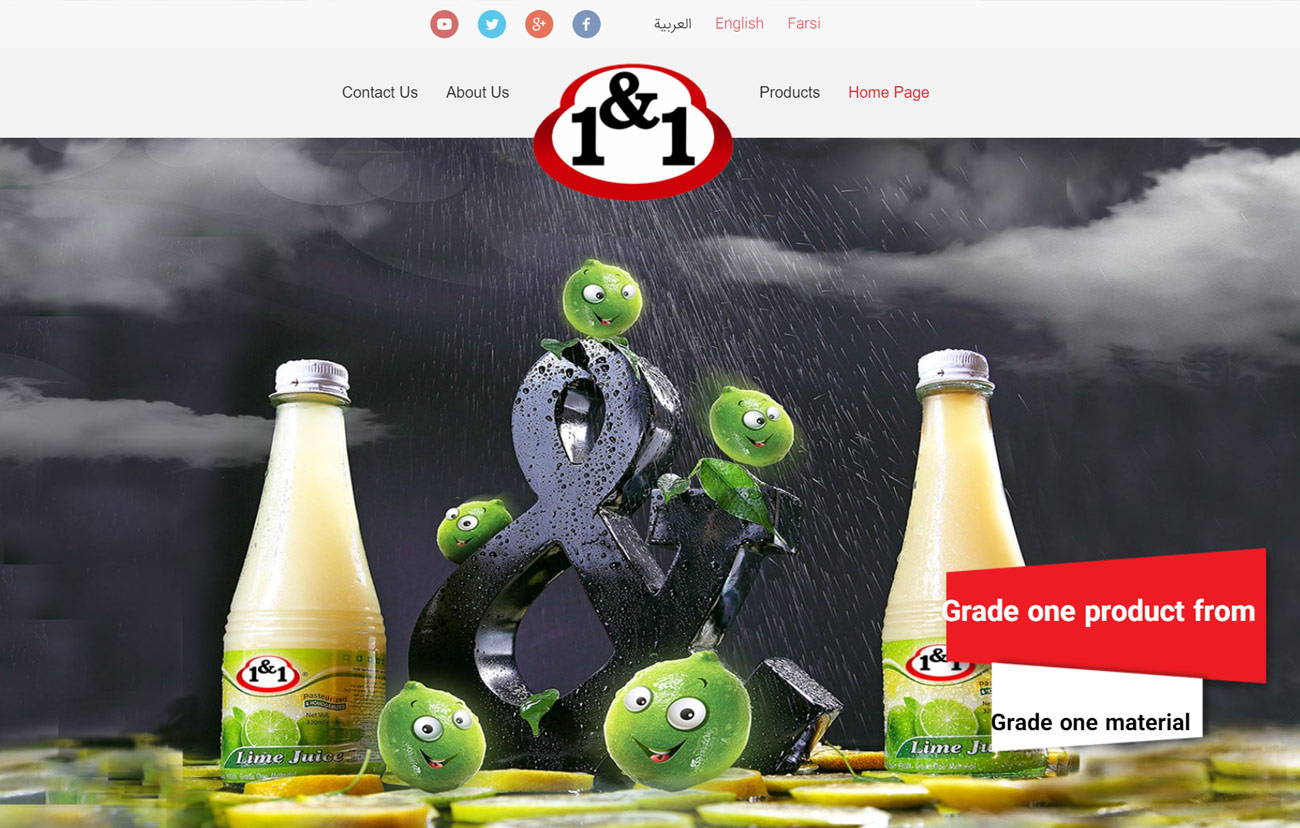 العربية English Farsi
Contact Us About Us Products Home Page
1&1
Grade one product from
Grade one material
1&1
Pasteurized
& HOMOGENIZED
Net Vol.
320ml
Lime Juice
1&1
Lime Ju